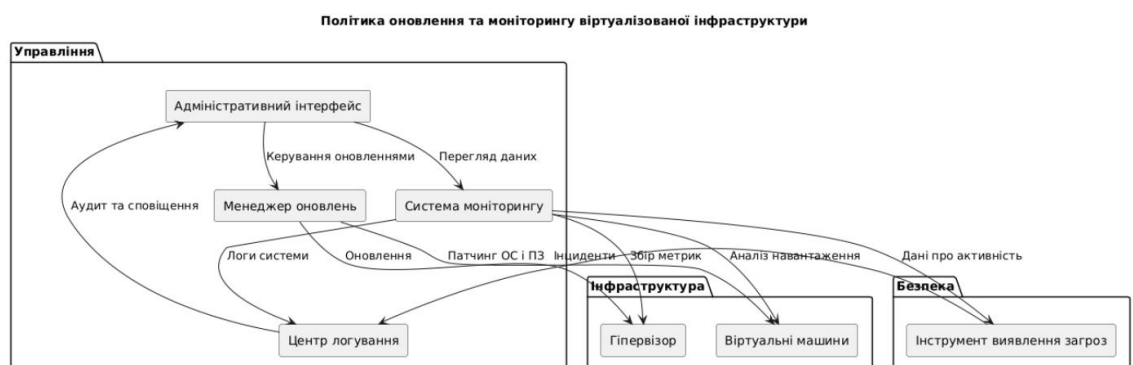 Політика оновлення та моніторингу віртуалізованої інфраструктури
Управління
Адміністративний інтерфейс
Керування оновленнями
Перегляд даних
Аудит та сповіщення
Менеджер оновлень
Система моніторингу
Логи системи
Оновлення
Патчинг ОС і ПЗ
Інциденти
Збір метрик
Аналіз навантаження
Дані про активність
Інфраструктура
Безпека
Центр логування
Гіпервізор
Віртуальні машини
Інструмент виявлення загроз